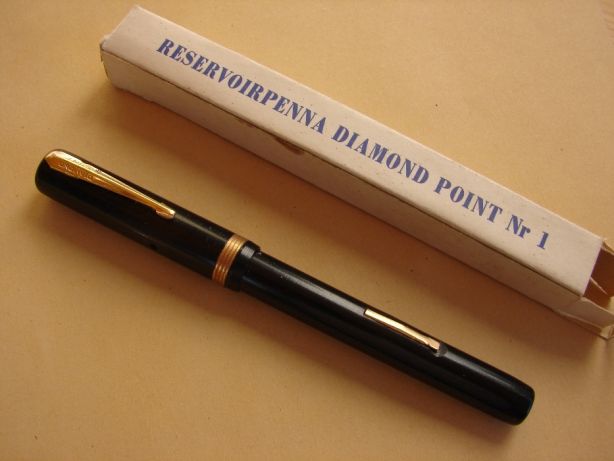 RESERVOIRPENNA DIAMOND POINT Nr 1